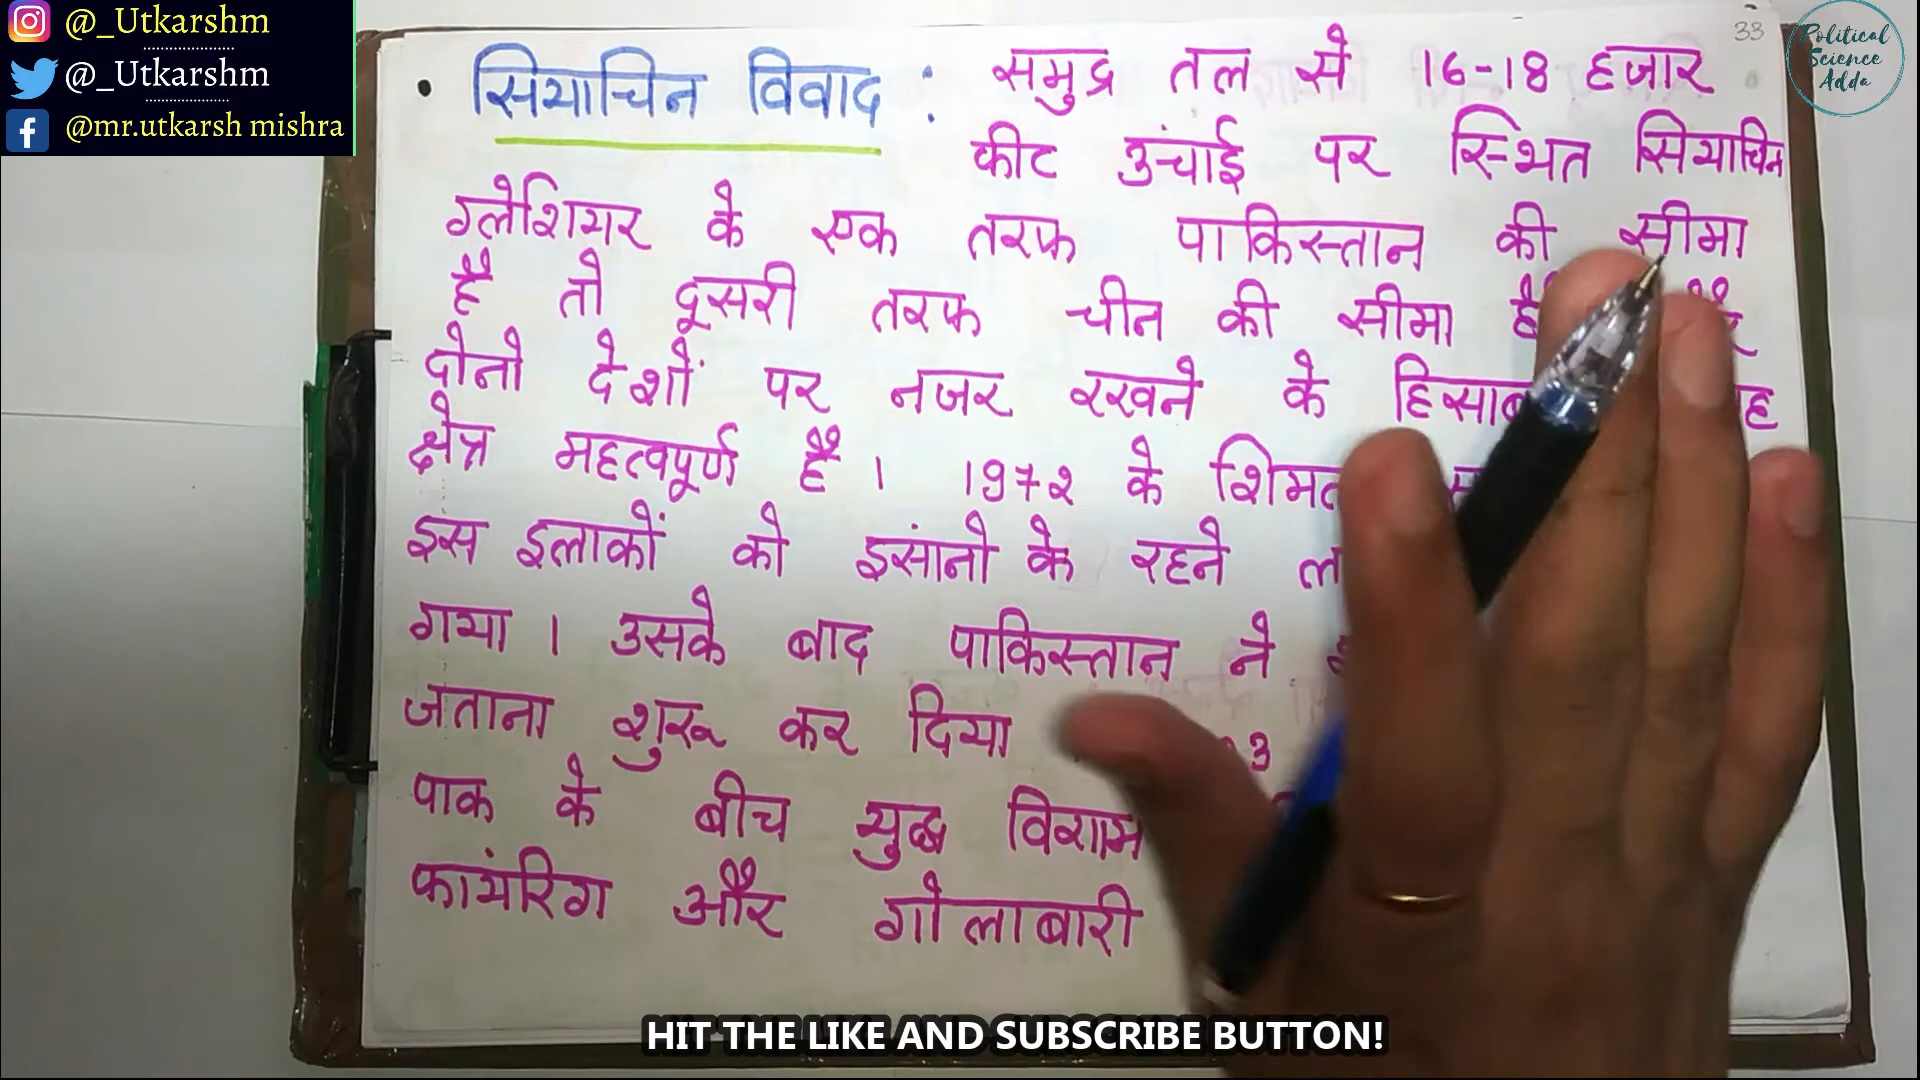 @_Utkarshm
@_Utkarshm
@mr.utkarsh mishra
33
Political
Science
Adda
• सियाचिन विवाद : समुद्र तल से 16-18 हजार
कीट उंचाई पर स्थित सियाचिन
ग्लेशियर के एक तरफ पाकिस्तान की सीमा
है तो दूसरी तरफ चीन की सीमा है
दोनो देशों पर नजर रखने के हिसाब
क्षेत्र महत्वपूर्ण है । 1972 के
इस इलाकों को इसांनो के रहने
गया । उसके बाद पाकिस्तान ने
जताना शुरू कर दिया
पाक के बीच युद्ध विराम
फायंरिग और गोलाबारी
HIT THE LIKE AND SUBSCRIBE BUTTON!